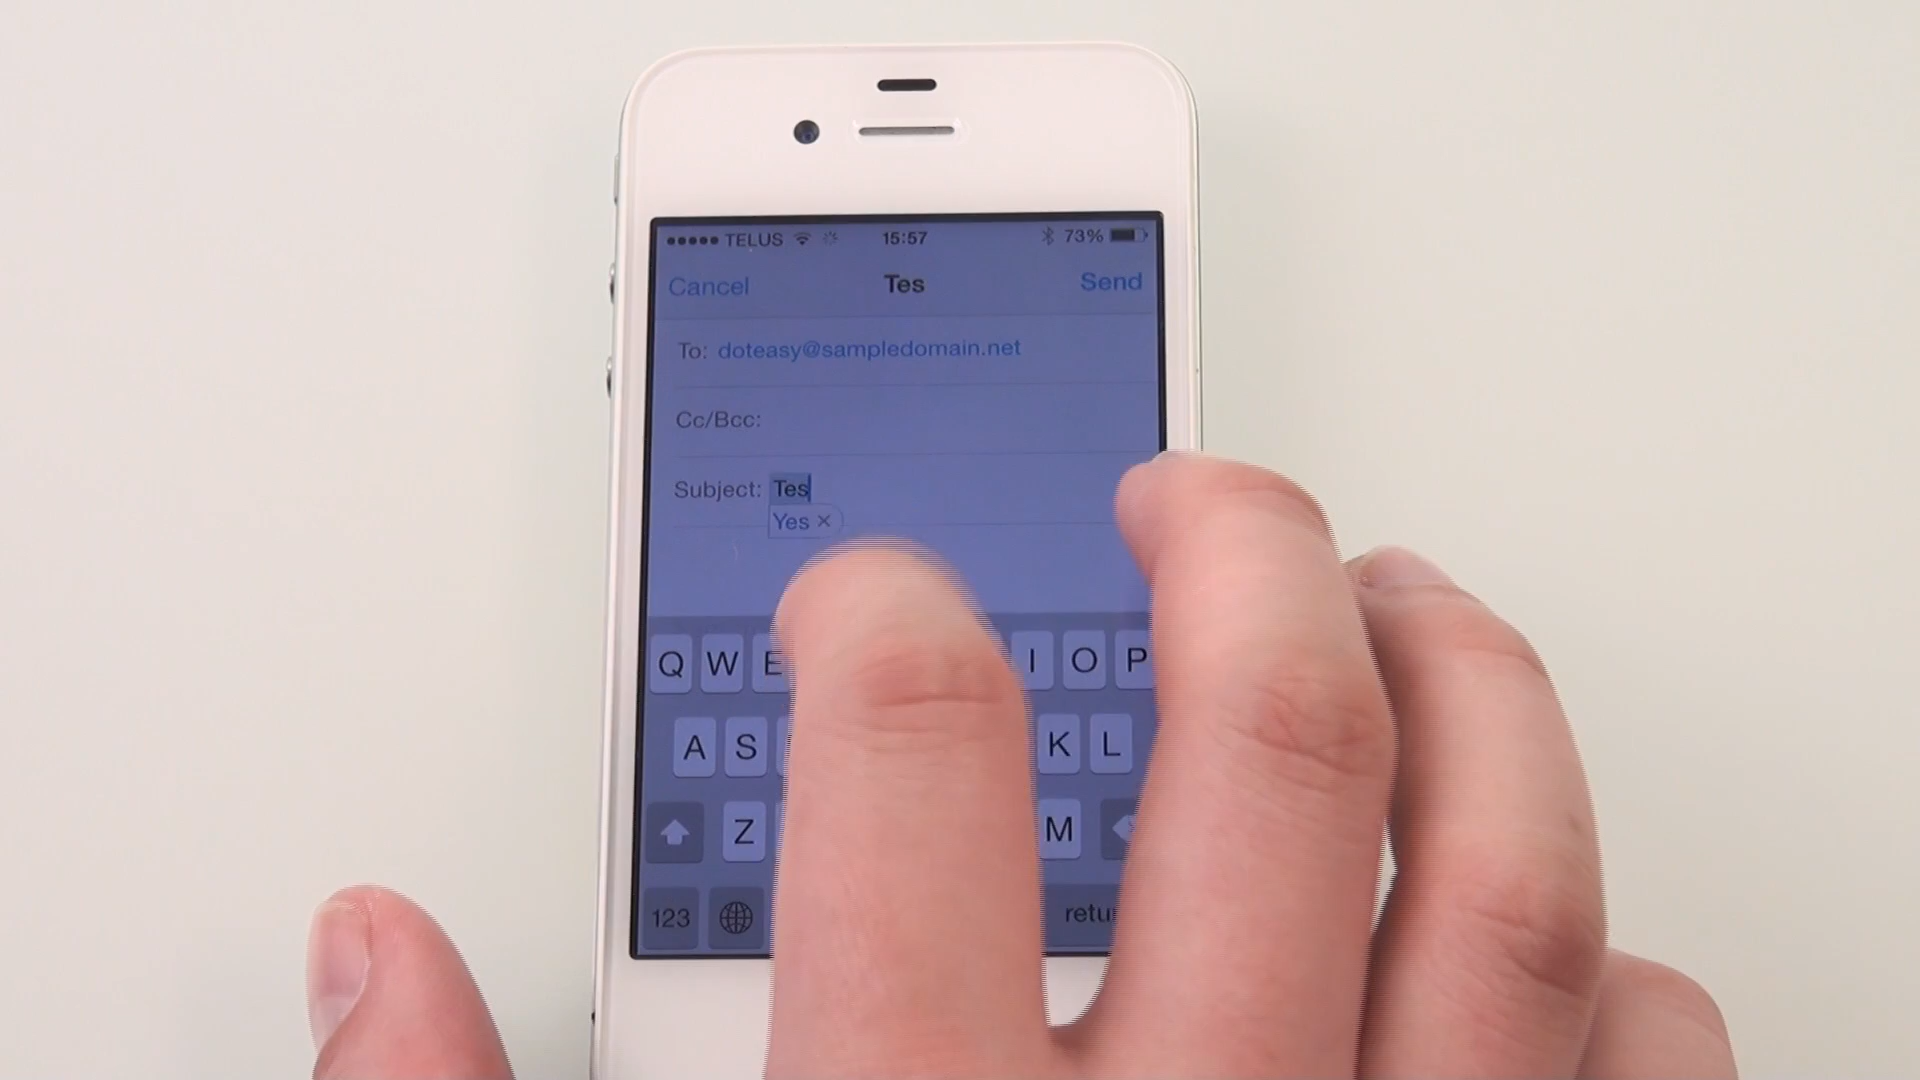 TELUS 15:57 73%
Cancel Tes Send
To: doteasy@sampledomain.net
Cc/Bcc:
Subject: Tes
Yes ×
Q W E I O P
A S K L
Z M
123